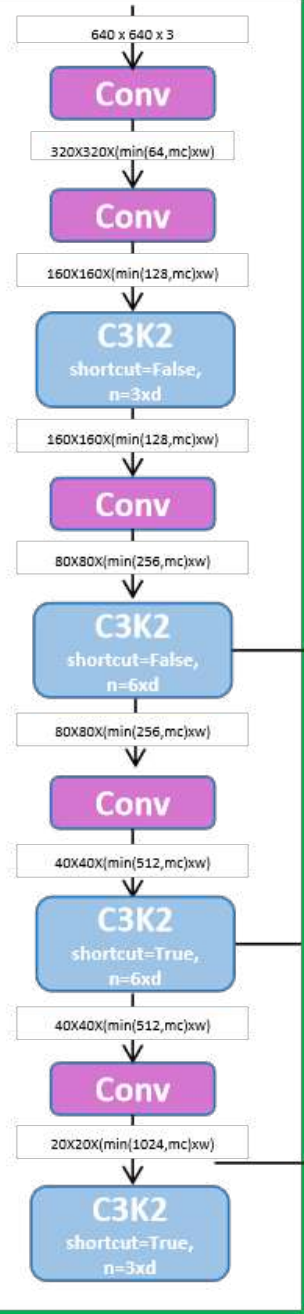 640 x 640 x 3
Conv
320X320X(min(64,mc)xw)
Conv
160X160X(min(128,mc)xw)
C3K2
shortcut=False,
n=3xd
160X160X(min(128,mc)xw)
Conv
80X80X(min(256,mc)xw)
C3K2
shortcut=False,
n=6xd
80X80X(min(256,mc)xw)
Conv
40X40X(min(512,mc)xw)
C3K2
shortcut=True,
n=6xd
40X40X(min(512,mc)xw)
Conv
20X20X(min(1024,mc)xw)
C3K2
shortcut=True,
n=3xd